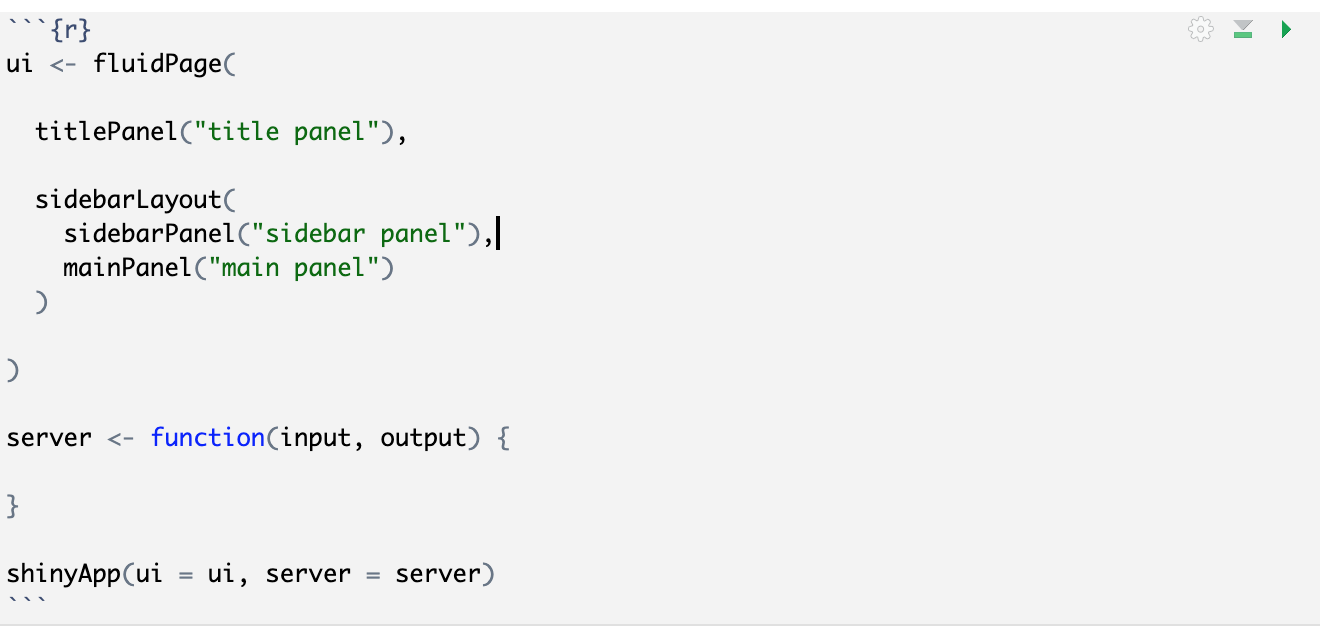 ```{r}
ui <- fluidPage(
  titlePanel("title panel"),
  sidebarLayout(
    sidebarPanel("sidebar panel"),
    mainPanel("main panel")
  )
)
server <- function(input, output) {
}
shinyApp(ui = ui, server = server)
```